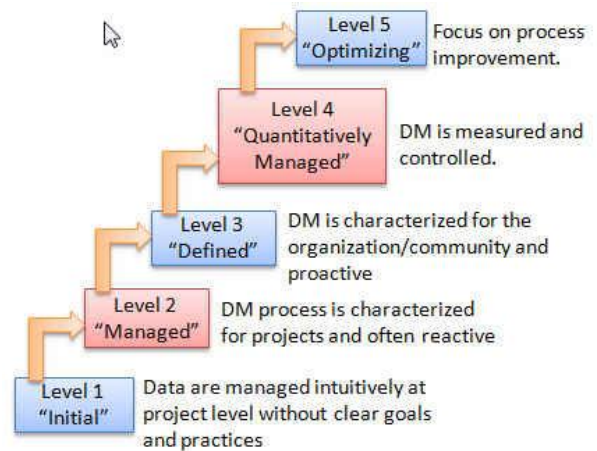 Level 5
“Optimizing”
Focus on process
improvement.
Level 4
“Quantitatively
Managed”
DM is measured and
controlled.
Level 3
“Defined”
DM is characterized for the
organization/community and
proactive
Level 2
“Managed”
DM process is characterized
for projects and often reactive
Level 1
“Initial”
Data are managed intuitively at
project level without clear goals
and practices